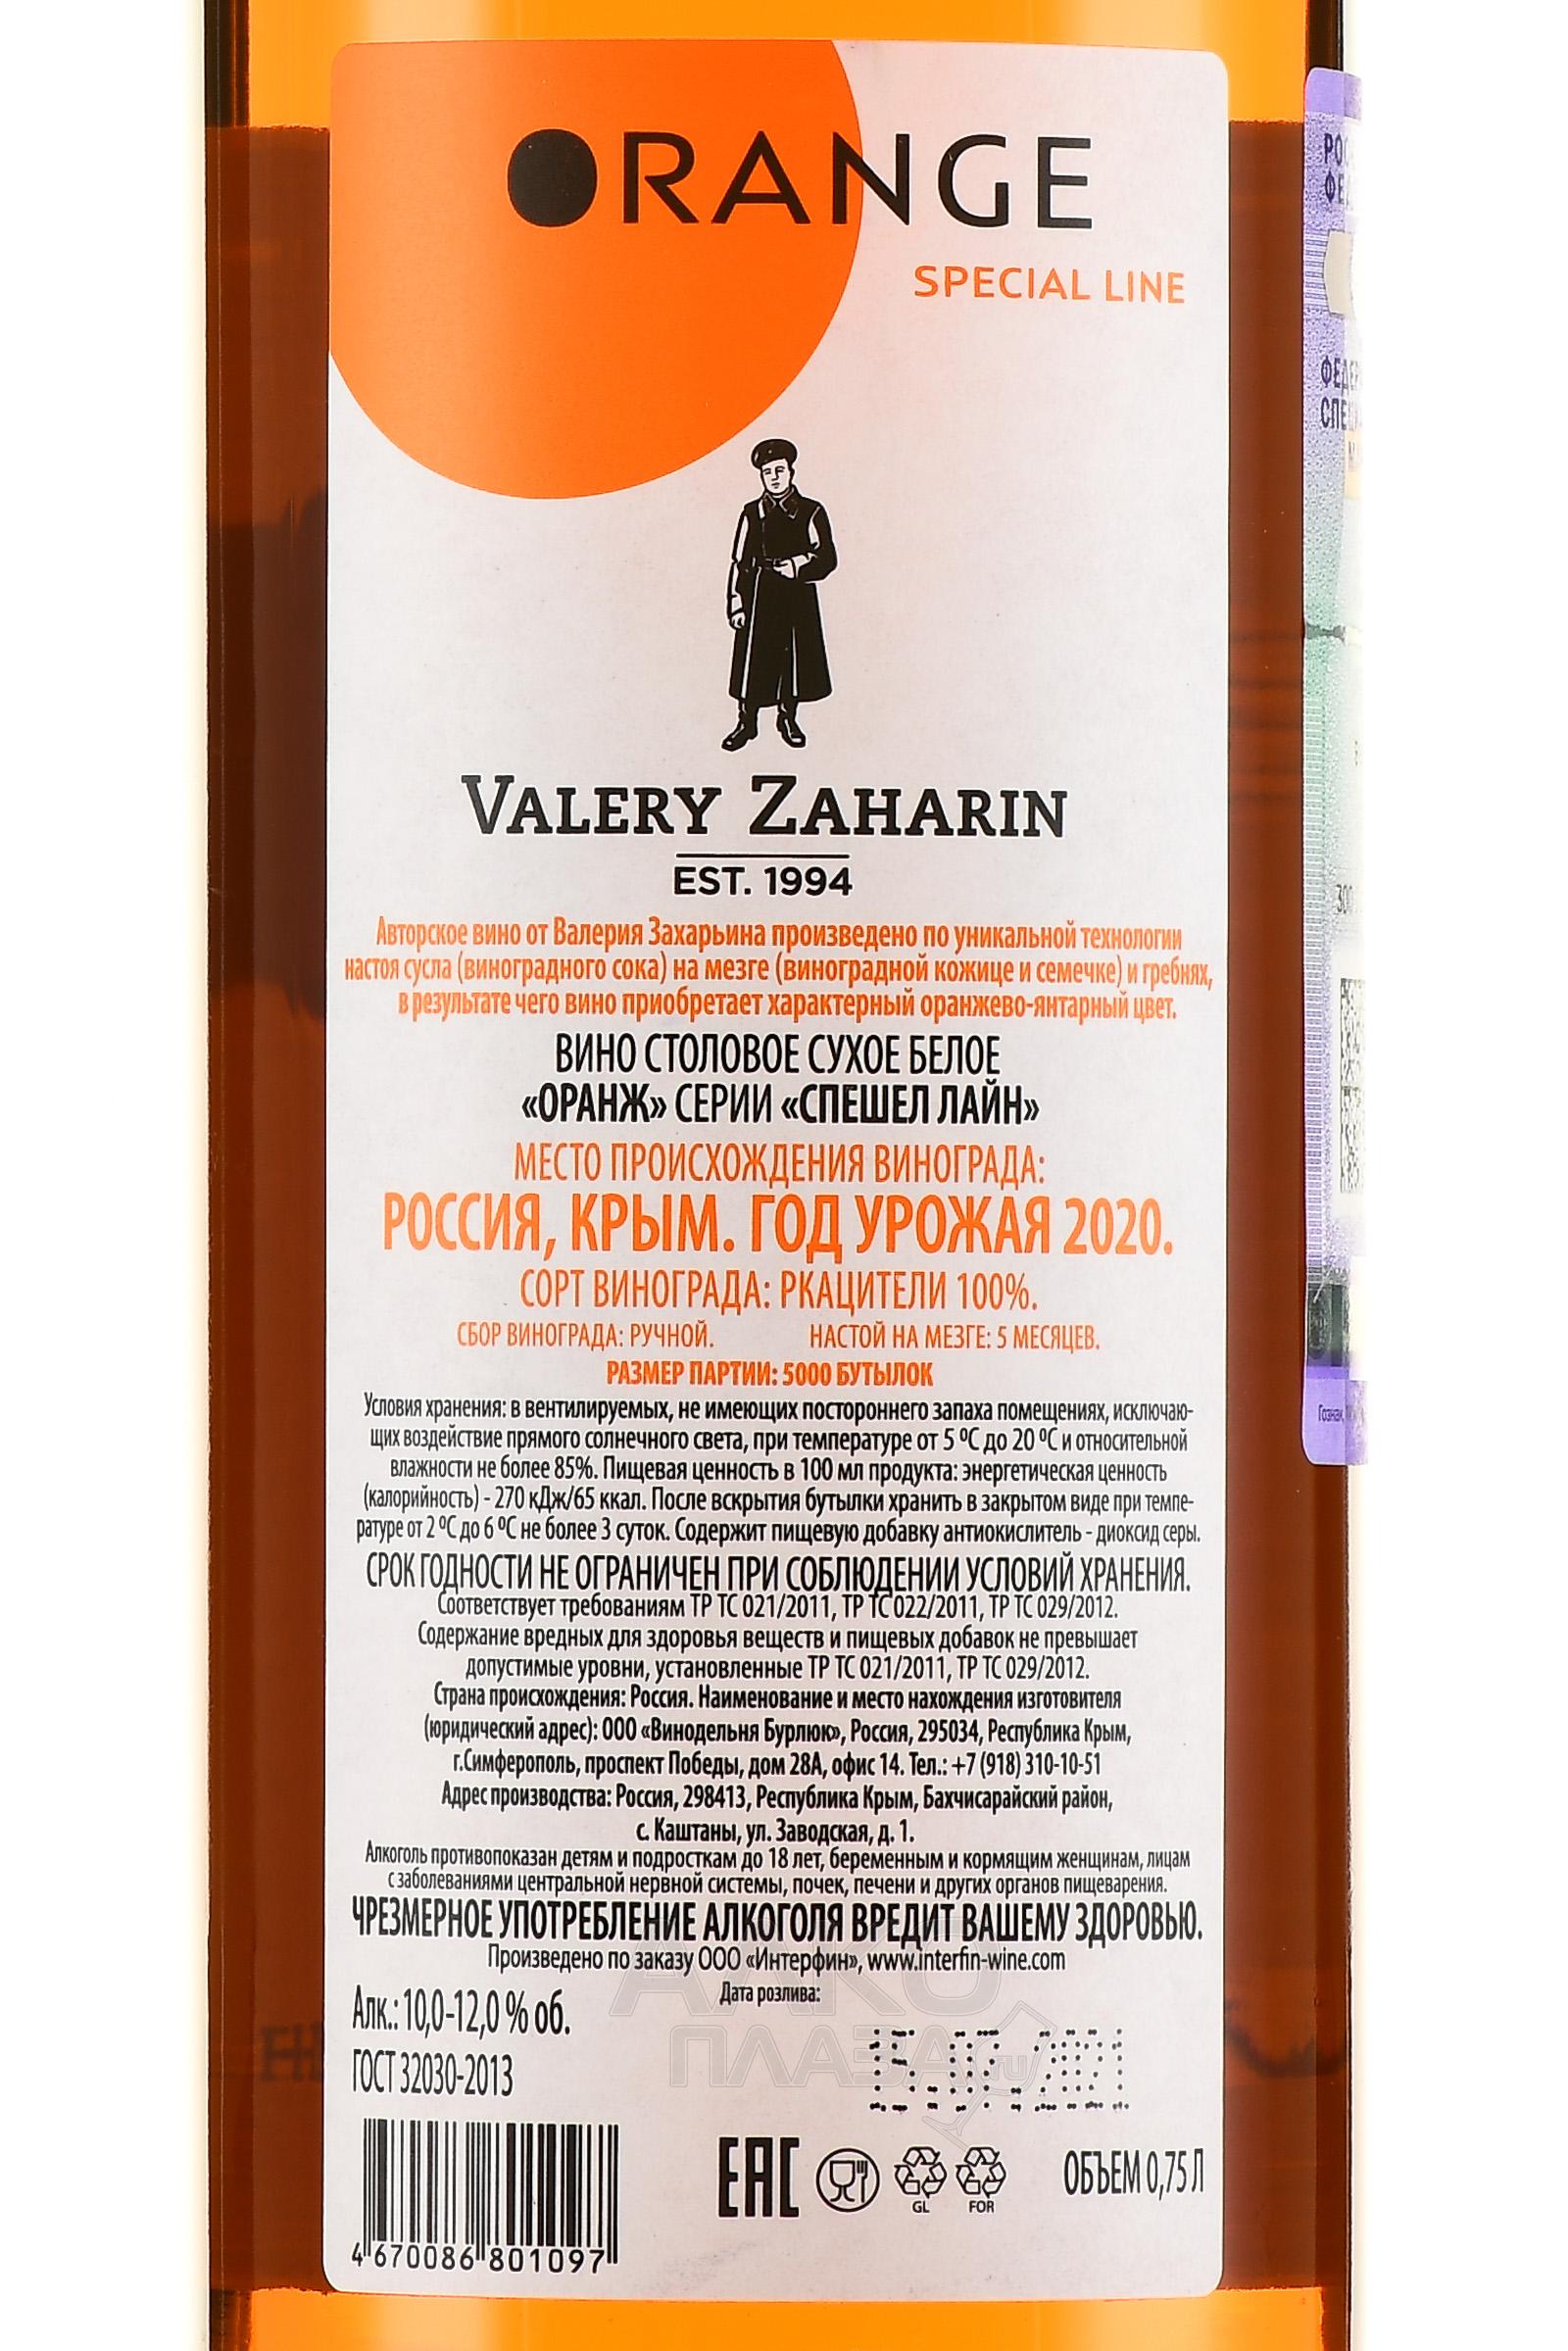 ORANGE
SPECIAL LINE
VALERY ZAHARIN
EST. 1994
Авторское вино от Валерия Захарьина произведено по уникальной технологии
настоя сусла (виноградного сока) на мезге (виноградной кожице и семечке) и гребнях,
в результате чего вино приобретает характерный оранжево-янтарный цвет.
ВИНО СТОЛОВОЕ СУХОЕ БЕЛОЕ
«ОРАНЖ» СЕРИИ «СПЕШЕЛ ЛАЙН»
МЕСТО ПРОИСХОЖДЕНИЯ ВИНОГРАДА:
РОССИЯ, КРЫМ. ГОД УРОЖАЯ 2020.
СОРТ ВИНОГРАДА: РКАЦИТЕЛИ 100%.
СБОР ВИНОГРАДА: РУЧНОЙ. НАСТОЙ НА МЕЗГЕ: 5 МЕСЯЦЕВ.
РАЗМЕР ПАРТИИ: 5000 БУТЫЛОК
Условия хранения: в вентилируемых, не имеющих постороннего запаха помещениях, исключаю-
щих воздействие прямого солнечного света, при температуре от 5 ºС до 20 ºС и относительной
влажности не более 85%. Пищевая ценность в 100 мл продукта: энергетическая ценность
(калорийность) - 270 кДж/65 ккал. После вскрытия бутылки хранить в закрытом виде при темпе-
ратуре от 2 ºС до 6 ºС не более 3 суток. Содержит пищевую добавку антиокислитель - диоксид серы.
СРОК ГОДНОСТИ НЕ ОГРАНИЧЕН ПРИ СОБЛЮДЕНИИ УСЛОВИЙ ХРАНЕНИЯ.
Соответствует требованиям ТР ТС 021/2011, ТР ТС 022/2011, ТР ТС 029/2012.
Содержание вредных для здоровья веществ и пищевых добавок не превышает
допустимые уровни, установленные ТР ТС 021/2011, ТР ТС 029/2012.
Страна происхождения: Россия. Наименование и место нахождения изготовителя
(юридический адрес): ООО «Винодельня Бурлюк», Россия, 295034, Республика Крым,
г.Симферополь, проспект Победы, дом 28А, офис 14. Тел.: +7 (918) 310-10-51
Адрес производства: Россия, 298413, Республика Крым, Бахчисарайский район,
с. Каштаны, ул. Заводская, д. 1.
Алкоголь противопоказан детям и подросткам до 18 лет, беременным и кормящим женщинам, лицам
с заболеваниями центральной нервной системы, почек, печени и других органов пищеварения.
ЧРЕЗМЕРНОЕ УПОТРЕБЛЕНИЕ АЛКОГОЛЯ ВРЕДИТ ВАШЕМУ ЗДОРОВЬЮ.
Произведено по заказу ООО «Интерфин», www.interfin-wine.com
Дата розлива:
Алк.: 10,0-12,0 % об.
ГОСТ 32030-2013
АЛКО
ПЛАЗА
.ru
EAC
GL
FOR
ОБЪЕМ 0,75 Л
4 670086 801097